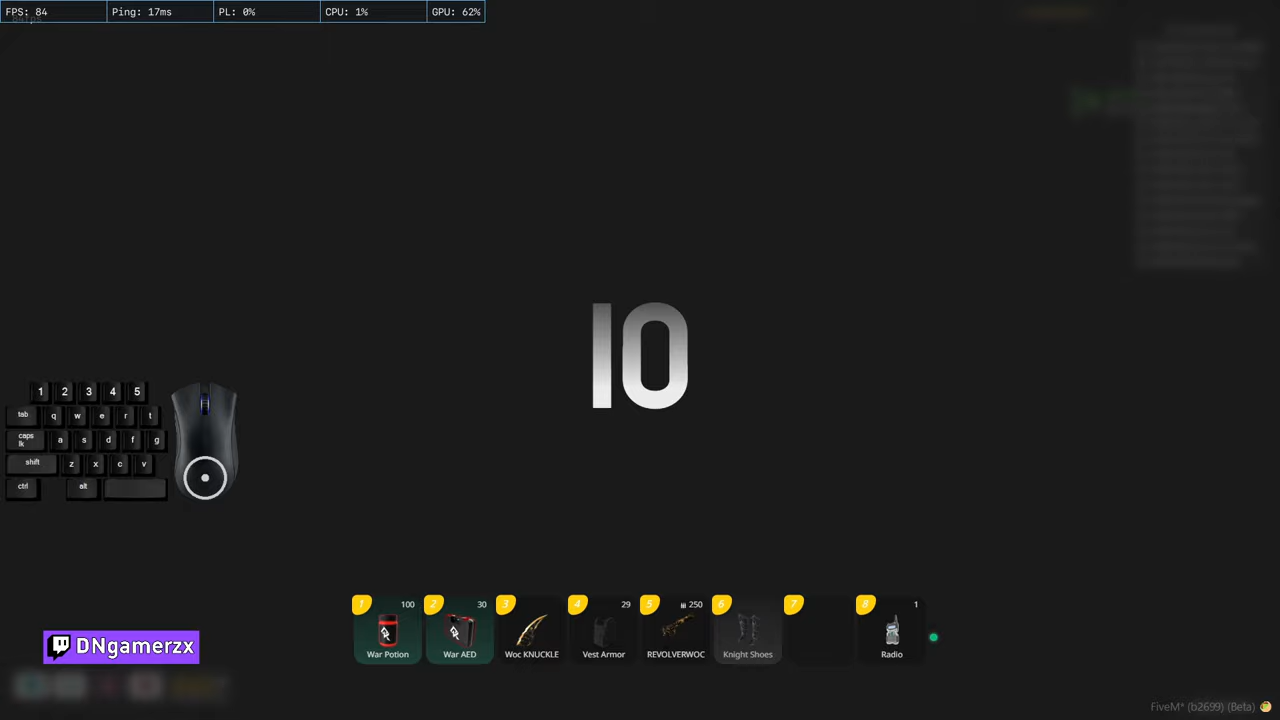 FPS: 84 Ping: 17ms PL: 0% CPU: 1% GPU: 62%
10
1 2 3 4 5
tab q w e r t
caps lk a s d f g
shift z x c v
ctrl alt
1 100 2 30 3 4 29 5 250 6 7 8 1
War Potion War AED Woc KNUCKLE Vest Armor REVOLVERWOC Knight Shoes Radio
DNgamerzx
FiveM* (b2699) (Beta)